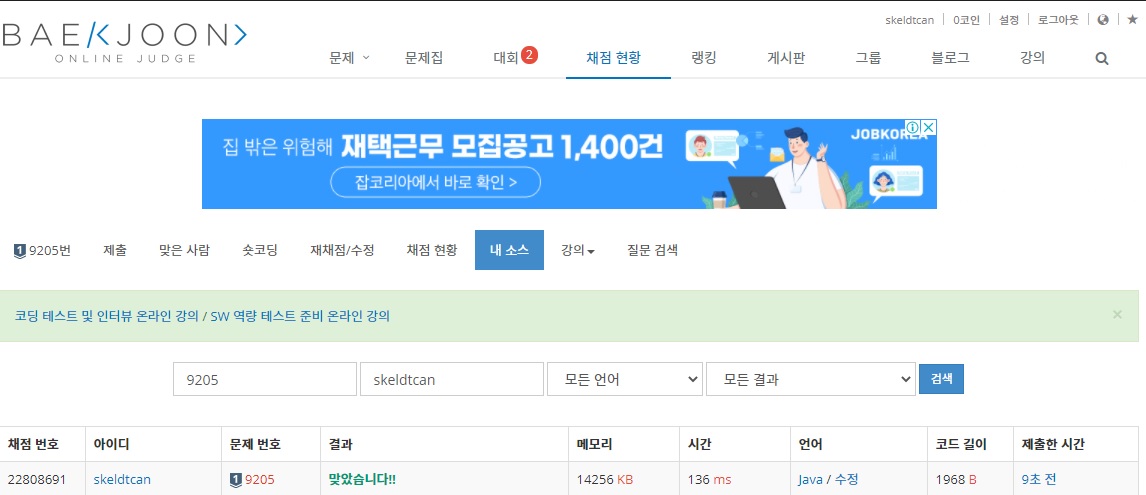 skeldtcan 0코인 설정 로그아웃
BAEKJOON>
ONLINE JUDGE
문제 문제집 대회 2 채점 현황 랭킹 게시판 그룹 블로그 강의
집 밖은 위험해 재택근무 모집공고 1,400건 JOBKOREA
잡코리아에서 바로 확인 >
1 9205번 제출 맞은 사람 숏코딩 재채점/수정 채점 현황 내 소스 강의 질문 검색
코딩 테스트 및 인터뷰 온라인 강의 / SW 역량 테스트 준비 온라인 강의 ×
9205 skeldtcan 모든 언어 모든 결과 검색
채점 번호 아이디 문제 번호 결과 메모리 시간 언어 코드 길이 제출한 시간
22808691 skeldtcan 1 9205 맞았습니다!! 14256 KB 136 ms Java / 수정 1968 B 9초 전